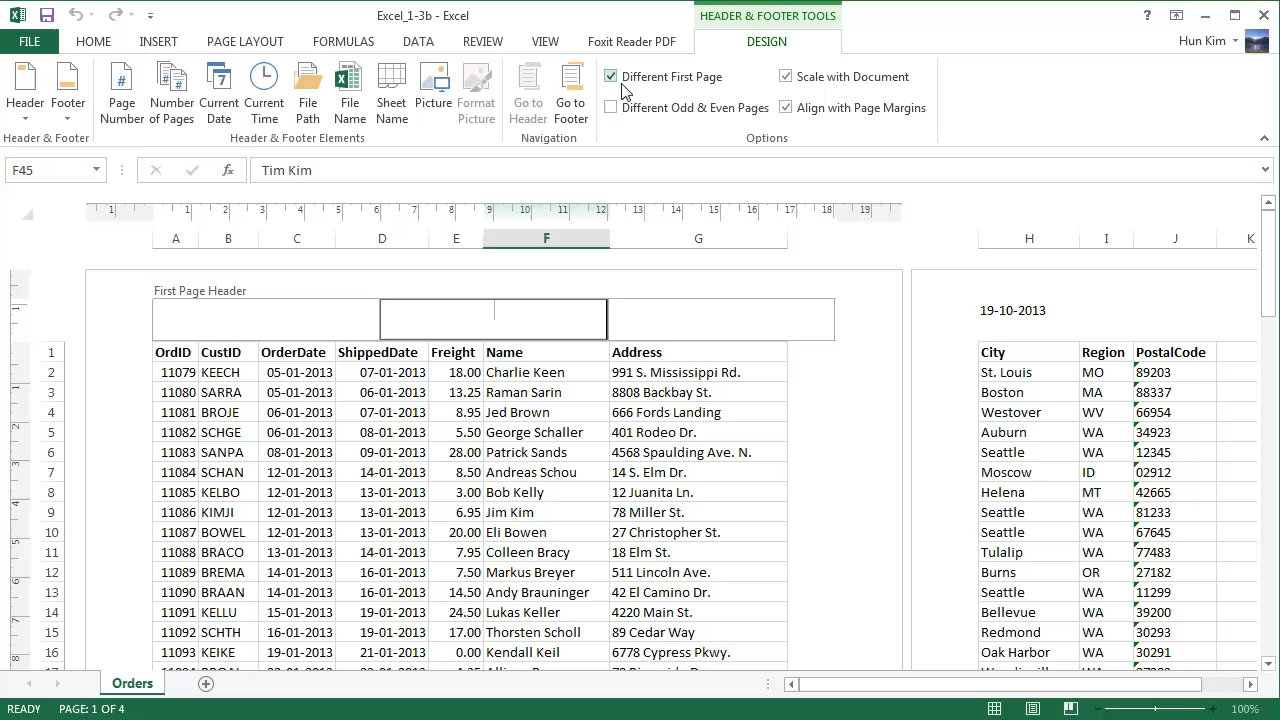 Excel_1-3b - Excel
HEADER & FOOTER TOOLS
?
FILE
HOME
INSERT
PAGE LAYOUT
FORMULAS
DATA
REVIEW
VIEW
Foxit Reader PDF
DESIGN
Hun Kim
Header
Footer
Page Number
Number of Pages
Current Date
Current Time
File Path
File Name
Sheet Name
Picture
Format Picture
Go to Header
Go to Footer
Different First Page
Scale with Document
Different Odd & Even Pages
Align with Page Margins
Header & Footer
Header & Footer Elements
Navigation
Options
F45
fx
Tim Kim
1 1 2 3 4 5 6 7 8 9 10 11 12 13 14 15 16 17 18 19
A B C D E F G H I J K
First Page Header
19-10-2013
1 OrdID CustID OrderDate ShippedDate Freight Name Address City Region PostalCode
2 11079 KEECH 05-01-2013 07-01-2013 18.00 Charlie Keen 991 S. Mississippi Rd. St. Louis MO 89203
3 11080 SARRA 05-01-2013 06-01-2013 13.25 Raman Sarin 8808 Backbay St. Boston MA 88337
4 11081 BROJE 06-01-2013 07-01-2013 8.95 Jed Brown 666 Fords Landing Westover WV 66954
5 11082 SCHGE 06-01-2013 08-01-2013 5.50 George Schaller 401 Rodeo Dr. Auburn WA 34923
6 11083 SANPA 08-01-2013 09-01-2013 28.00 Patrick Sands 4568 Spaulding Ave. N. Seattle WA 12345
7 11084 SCHAN 12-01-2013 14-01-2013 8.50 Andreas Schou 14 S. Elm Dr. Moscow ID 02912
8 11085 KELBO 12-01-2013 13-01-2013 3.00 Bob Kelly 12 Juanita Ln. Helena MT 42665
9 11086 KIMJI 12-01-2013 13-01-2013 6.95 Jim Kim 78 Miller St. Seattle WA 81233
10 11087 BOWEL 12-01-2013 13-01-2013 20.00 Eli Bowen 27 Christopher St. Seattle WA 67645
11 11088 BRACO 13-01-2013 14-01-2013 7.95 Colleen Bracy 18 Elm St. Tulalip WA 77483
12 11089 BREMA 14-01-2013 16-01-2013 7.50 Markus Breyer 511 Lincoln Ave. Burns OR 27182
13 11090 BRAAN 14-01-2013 16-01-2013 14.50 Andy Brauninger 42 El Camino Dr. Seattle WA 11299
14 11091 KELLU 15-01-2013 19-01-2013 24.50 Lukas Keller 4220 Main St. Bellevue WA 39200
15 11092 SCHTH 16-01-2013 19-01-2013 17.00 Thorsten Scholl 89 Cedar Way Redmond WA 30293
16 11093 KEIKE 19-01-2013 21-01-2013 0.00 Kendall Keil 6778 Cypress Pkwy. Oak Harbor WA 30291
Orders
READY
PAGE: 1 OF 4
100%